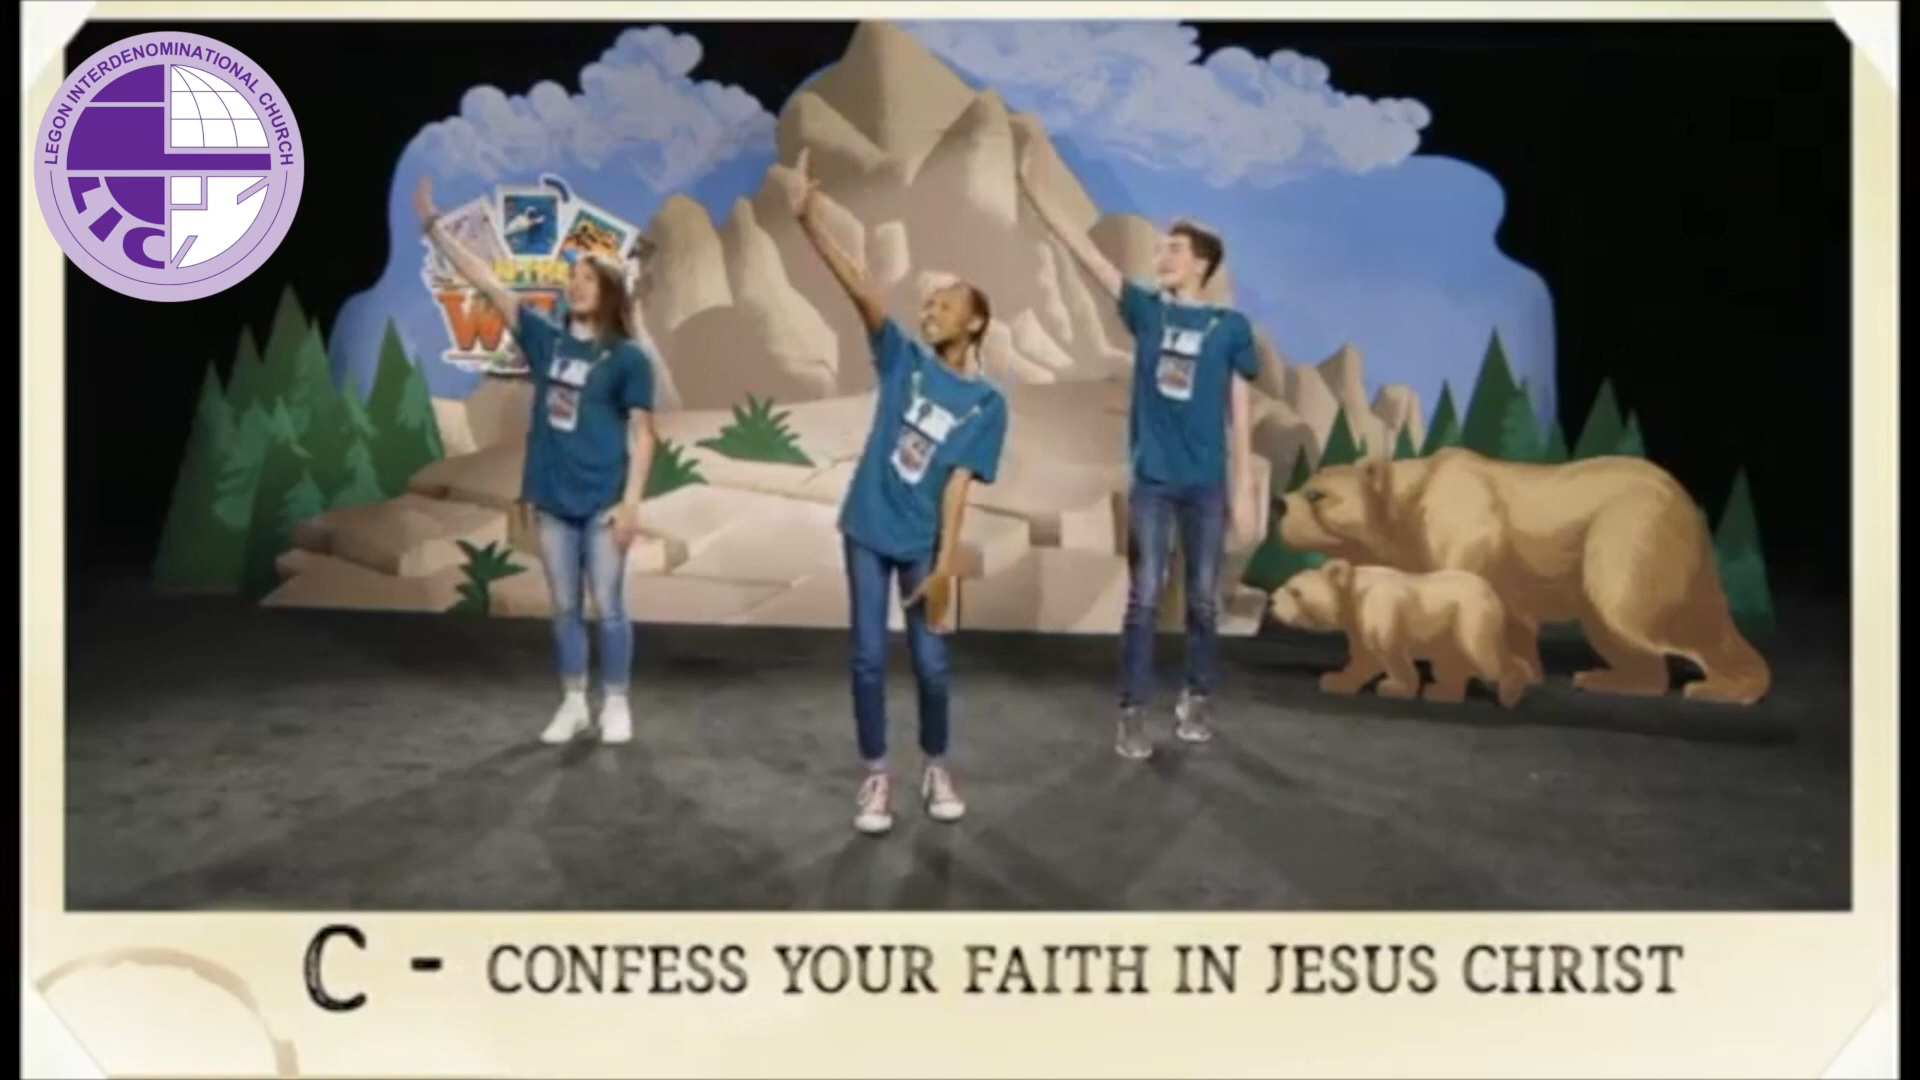 LEGON INTERDENOMINATIONAL CHURCH
LIC
C - CONFESS YOUR FAITH IN JESUS CHRIST